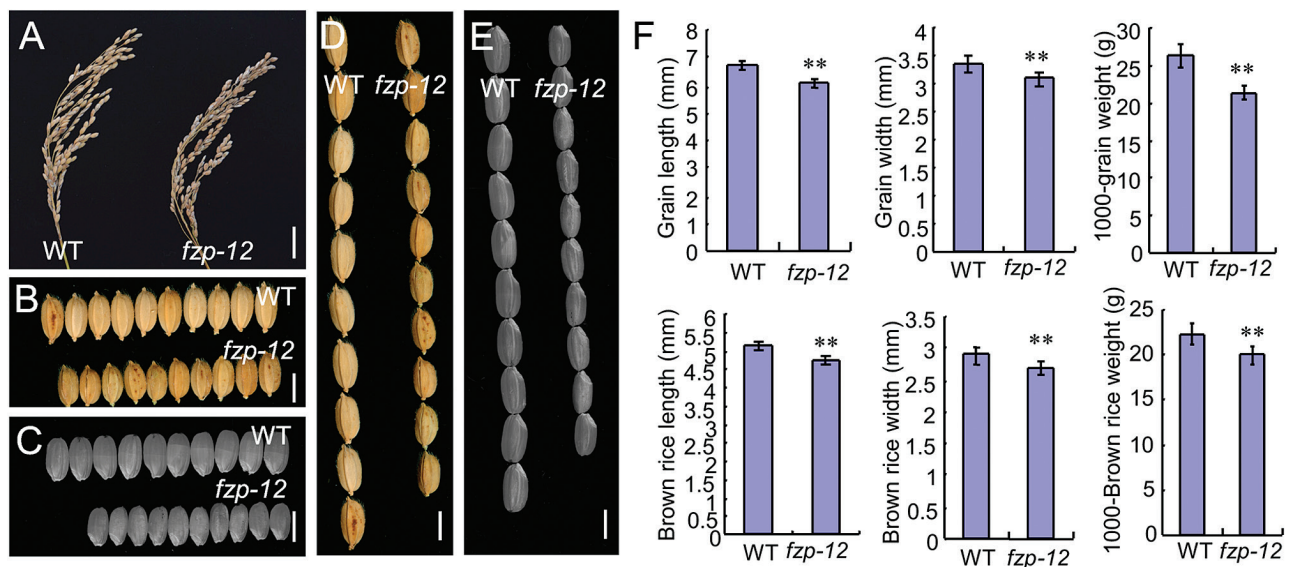 A
WT
fzp-12
B
WT
fzp-12
C
WT
fzp-12
D
WT
fzp-12
E
WT
fzp-12
F
Grain length (mm)
8
7
6
5
4
3
2
1
0
**
WT
fzp-12
Grain width (mm)
4
3.5
3
2.5
2
1.5
1
0.5
0
**
WT
fzp-12
1000-grain weight (g)
30
25
20
15
10
5
0
**
WT
fzp-12
Brown rice length (mm)
6
5.5
5
4.5
4
3.5
3
2.5
2
1.5
1
0.5
**
WT
fzp-12
Brown rice width (mm)
3.5
3
2.5
2
1.5
1
0.5
0
**
WT
fzp-12
1000-Brown rice weight (g)
25
20
15
10
5
0
**
WT
fzp-12